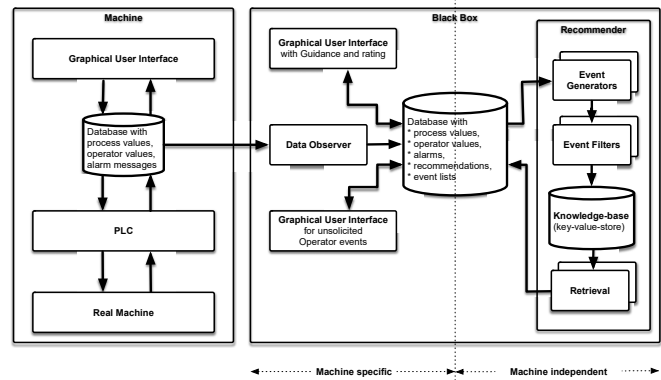 Machine
Graphical User Interface
Database with
process values,
operator values,
alarm messages
PLC
Real Machine
Black Box
Graphical User Interface
with Guidance and rating
Data Observer
Graphical User Interface
for unsolicited
Operator events
Database with
* process values,
* operator values,
* alarms,
* recommendations,
* event lists
Recommender
Event
Generators
Event Filters
Knowledge-base
(key-value-store)
Retrieval
Machine specific
Machine independent